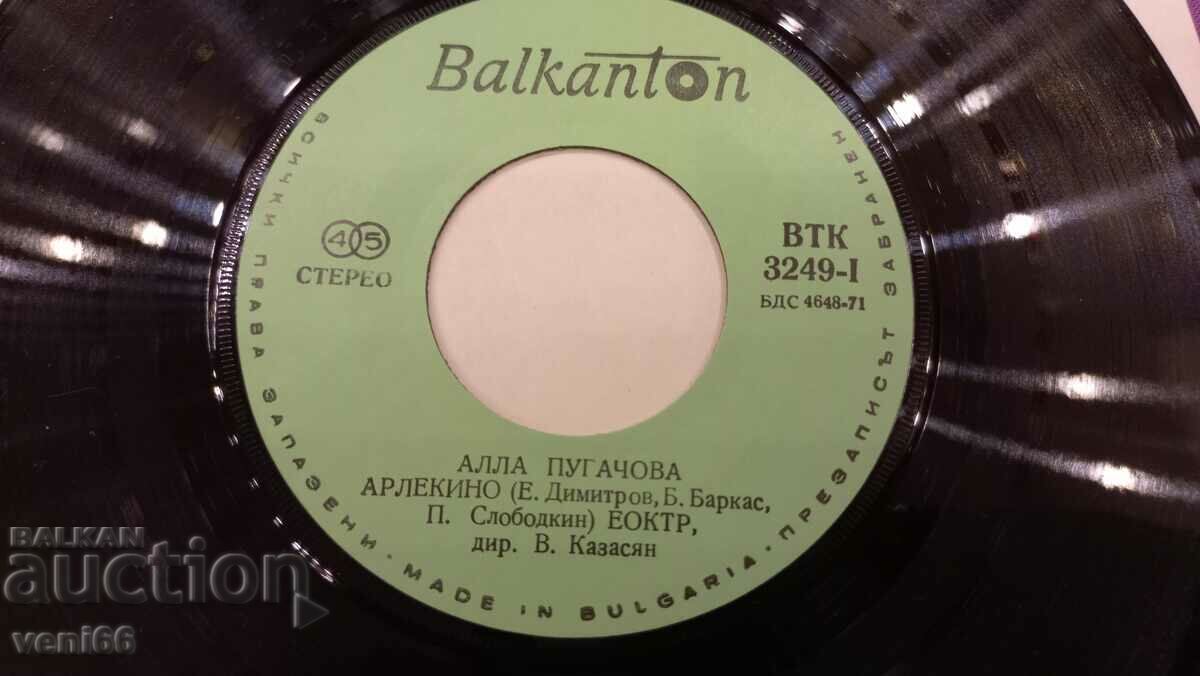 Balkanton
45
СТЕРЕО
ВТК
3249-I
БДС 4648-71
АЛЛА ПУГАЧОВА
АРЛЕКИНО (Е. Димитров, Б. Баркас,
П. Слободкин) ЕОКТР,
дир. В. Казасян
ВСИЧКИ ПРАВА ЗАПАЗЕНИ · MADE IN BULGARIA · ПРЕЗАПИСЪТ ЗАБРАНЕН
BALKAN
auction
veni66